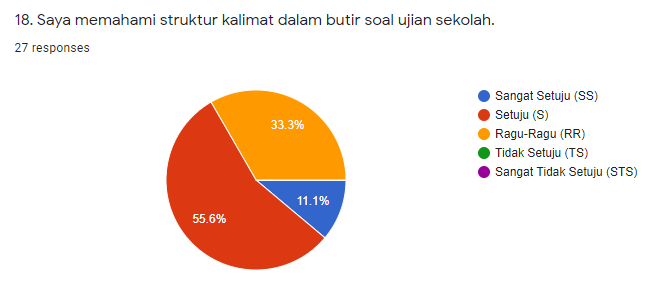 18. Saya memahami struktur kalimat dalam butir soal ujian sekolah.
27 responses
Sangat Setuju (SS)
Setuju (S)
Ragu-Ragu (RR)
Tidak Setuju (TS)
Sangat Tidak Setuju (STS)
33.3%
11.1%
55.6%